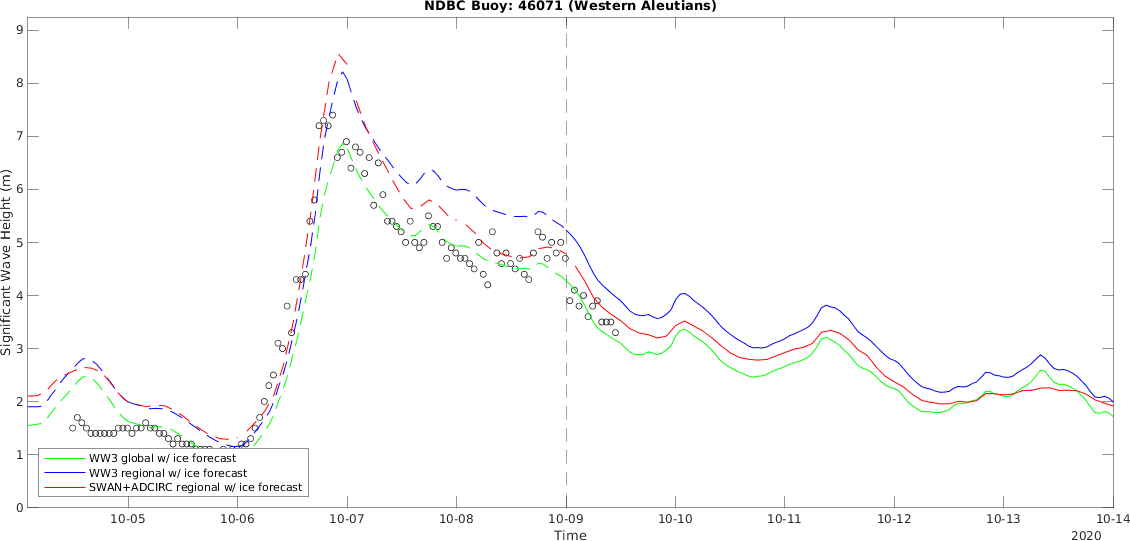 NDBC Buoy: 46071 (Western Aleutians)
9
8
7
6
5
4
3
2
1
0
Significant Wave Height (m)
WW3 global w/ ice forecast
WW3 regional w/ ice forecast
SWAN+ADCIRC regional w/ ice forecast
10-05 10-06 10-07 10-08 10-09 10-10 10-11 10-12 10-13 10-14
Time
2020